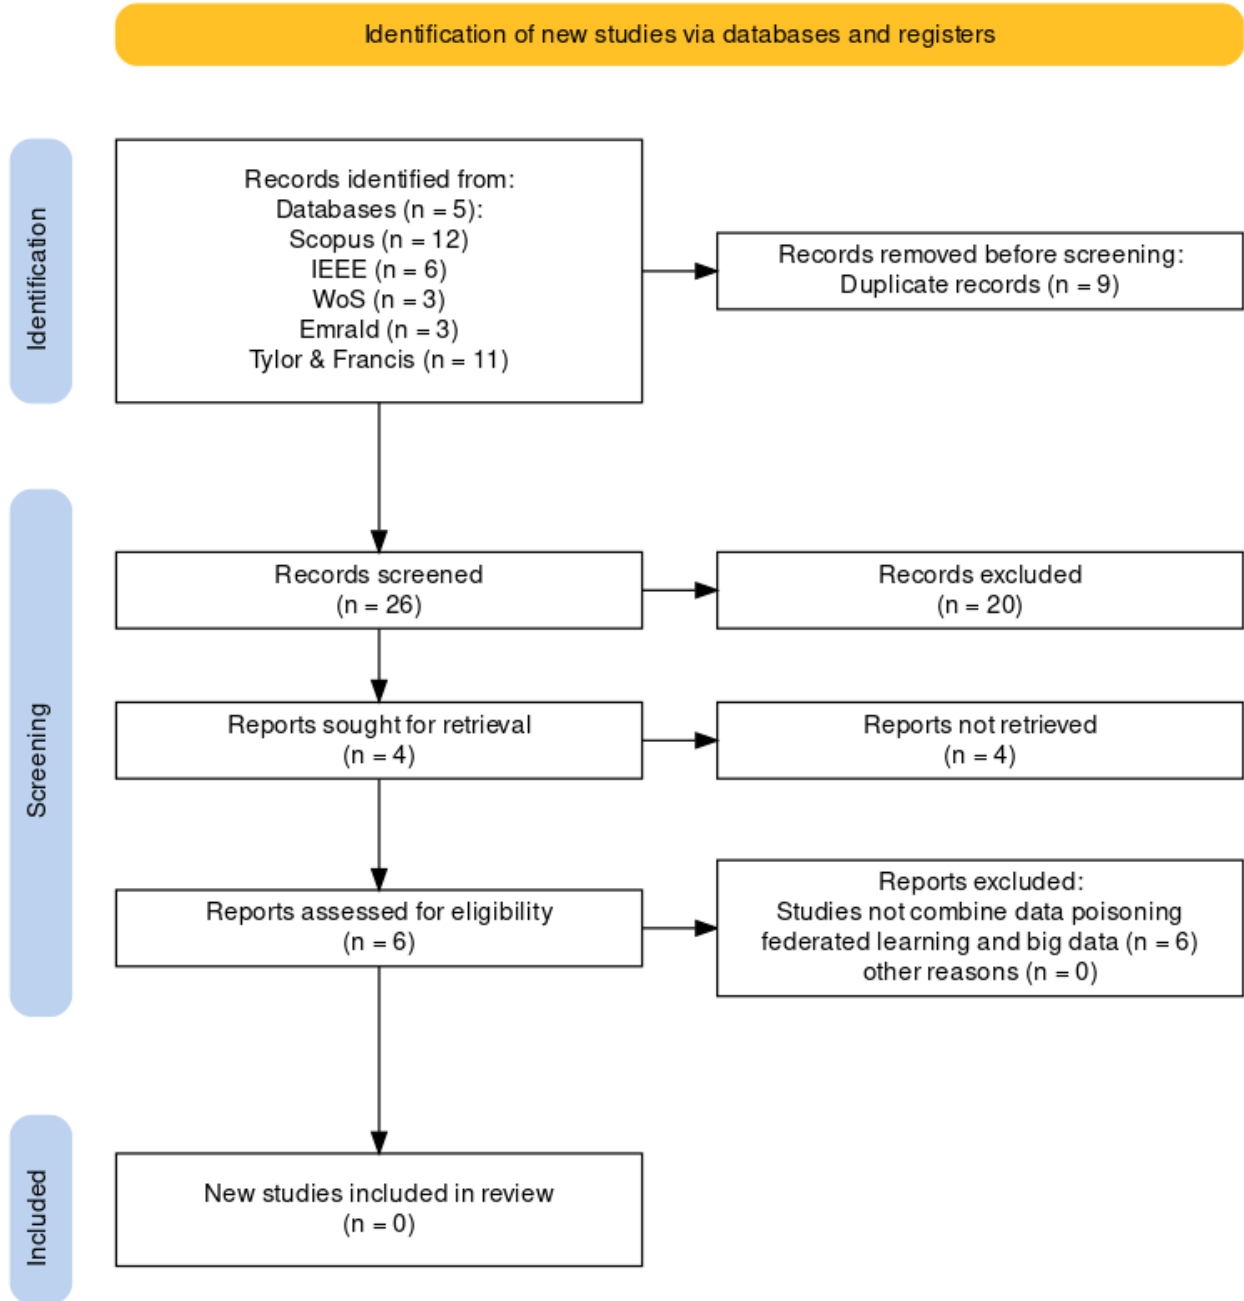 Identification of new studies via databases and registers
Identification
Records identified from:
Databases (n = 5):
Scopus (n = 12)
IEEE (n = 6)
WoS (n = 3)
Emrald (n = 3)
Tylor & Francis (n = 11)
Records removed before screening:
Duplicate records (n = 9)
Screening
Records screened
(n = 26)
Records excluded
(n = 20)
Reports sought for retrieval
(n = 4)
Reports not retrieved
(n = 4)
Reports assessed for eligibility
(n = 6)
Reports excluded:
Studies not combine data poisoning
federated learning and big data (n = 6)
other reasons (n = 0)
Included
New studies included in review
(n = 0)